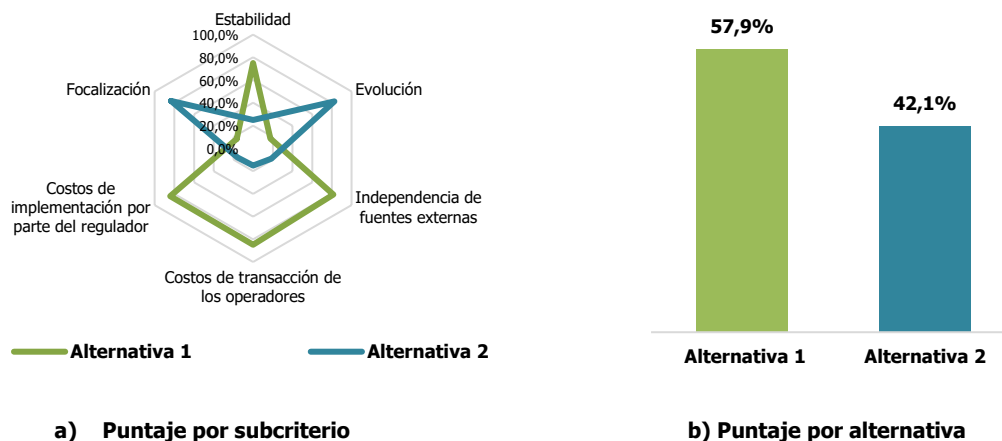 Estabilidad
100,0%
80,0%
60,0%
40,0%
20,0%
0,0%
Evolución
Independencia de
fuentes externas
Costos de transacción de
los operadores
Costos de
implementación por
parte del regulador
Focalización
Alternativa 1
Alternativa 2
a) Puntaje por subcriterio
57,9%
42,1%
Alternativa 1
Alternativa 2
b) Puntaje por alternativa